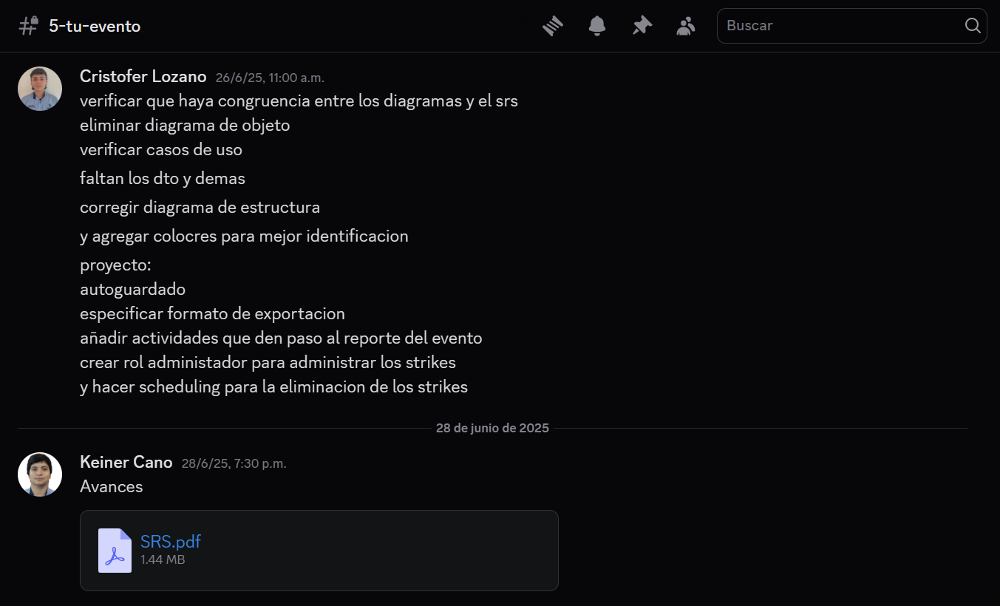 5-tu-evento
Buscar
Cristofer Lozano 26/6/25, 11:00 a.m.
verificar que haya congruencia entre los diagramas y el srs
eliminar diagrama de objeto
verificar casos de uso
faltan los dto y demas
corregir diagrama de estructura
y agregar colocres para mejor identificacion
proyecto:
autoguardado
especificar formato de exportacion
añadir actividades que den paso al reporte del evento
crear rol administador para administrar los strikes
y hacer scheduling para la eliminacion de los strikes
28 de junio de 2025
Keiner Cano 28/6/25, 7:30 p.m.
Avances
SRS.pdf
1.44 MB